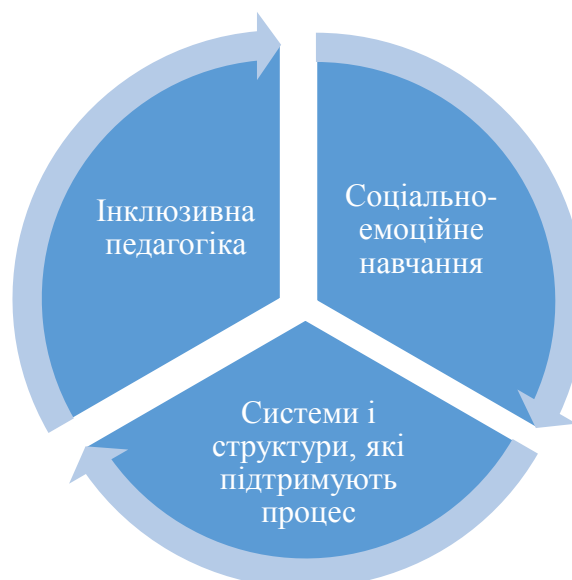 Інклюзивна
педагогіка
Соціально-
емоційне
навчання
Системи і
структури, які
підтримують
процес